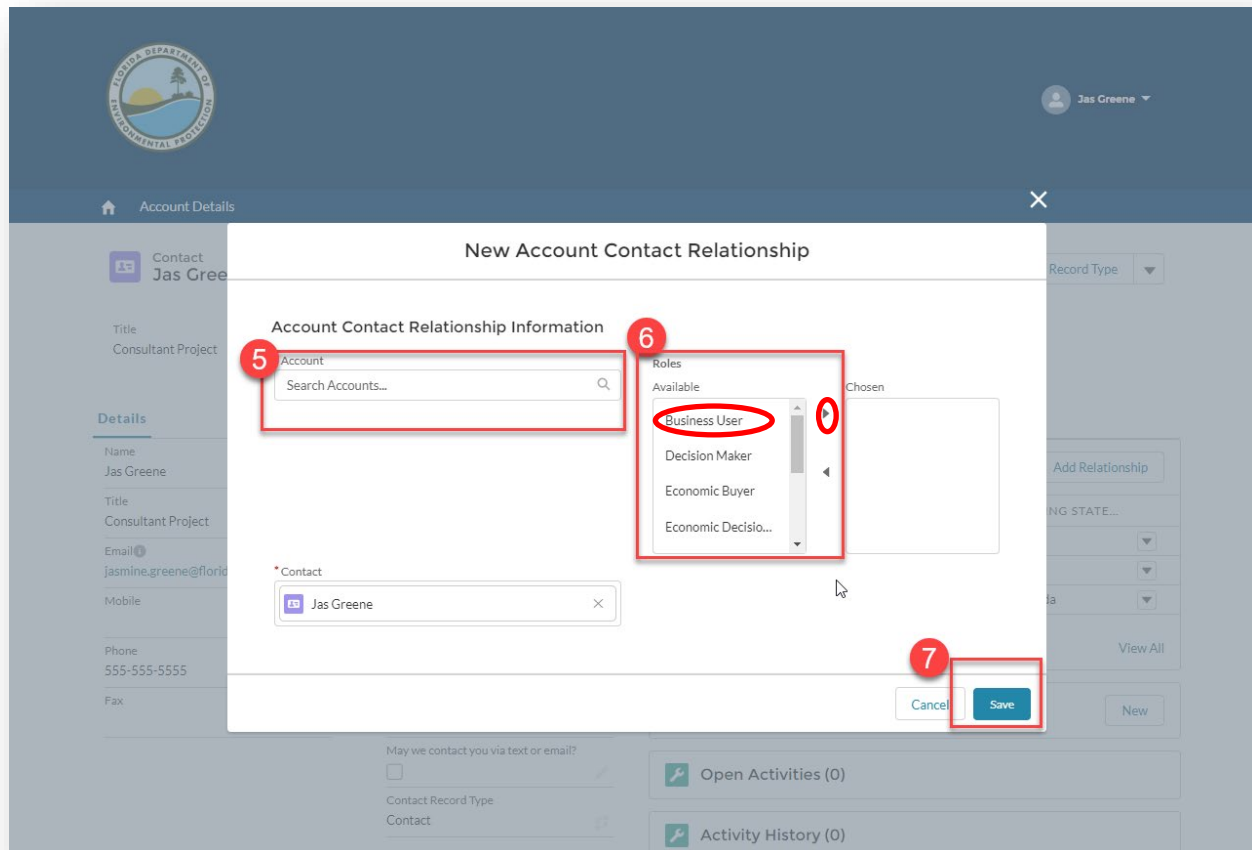 FLORIDA DEPARTMENT OF
ENVIRONMENTAL PROTECTION
Jas Greene
Account Details
New Account Contact Relationship
Contact
Jas Gree
Record Type
Title
Consultant Project
Account Contact Relationship Information
5
6
Account
Search Accounts...
Roles
Available
Chosen
Business User
Decision Maker
Economic Buyer
Economic Decisio...
Details
Name
Jas Greene
Add Relationship
Title
Consultant Project
NG STATE...
Email
jasmine.greene@florid
*Contact
Jas Greene
Mobile
da
Phone
555-555-5555
View All
7
Fax
Cancel
Save
New
May we contact you via text or email?
Open Activities (0)
Contact Record Type
Contact
Activity History (0)